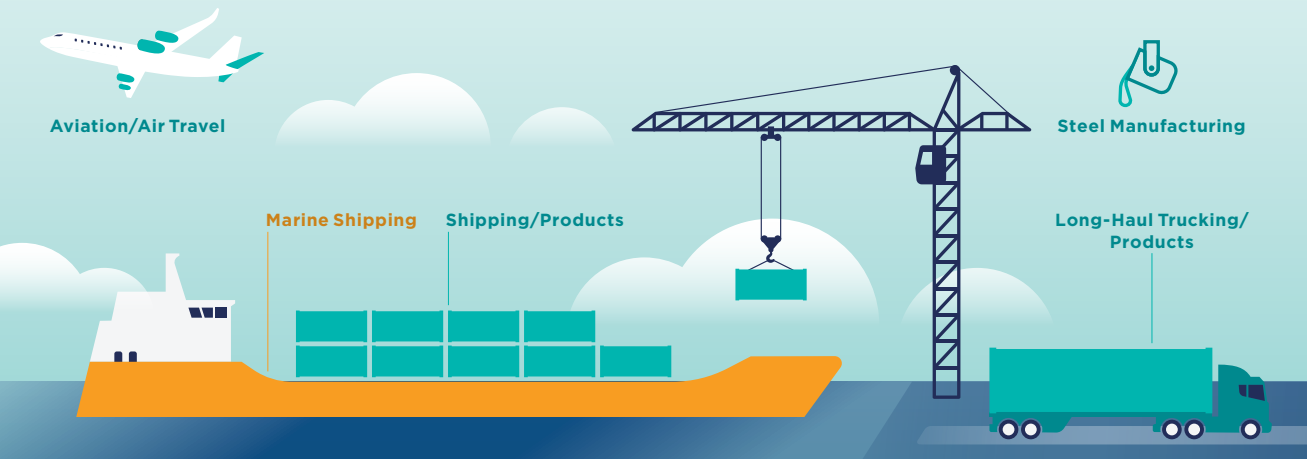 Aviation/Air Travel
Steel Manufacturing
Marine Shipping
Shipping/Products
Long-Haul Trucking/
Products